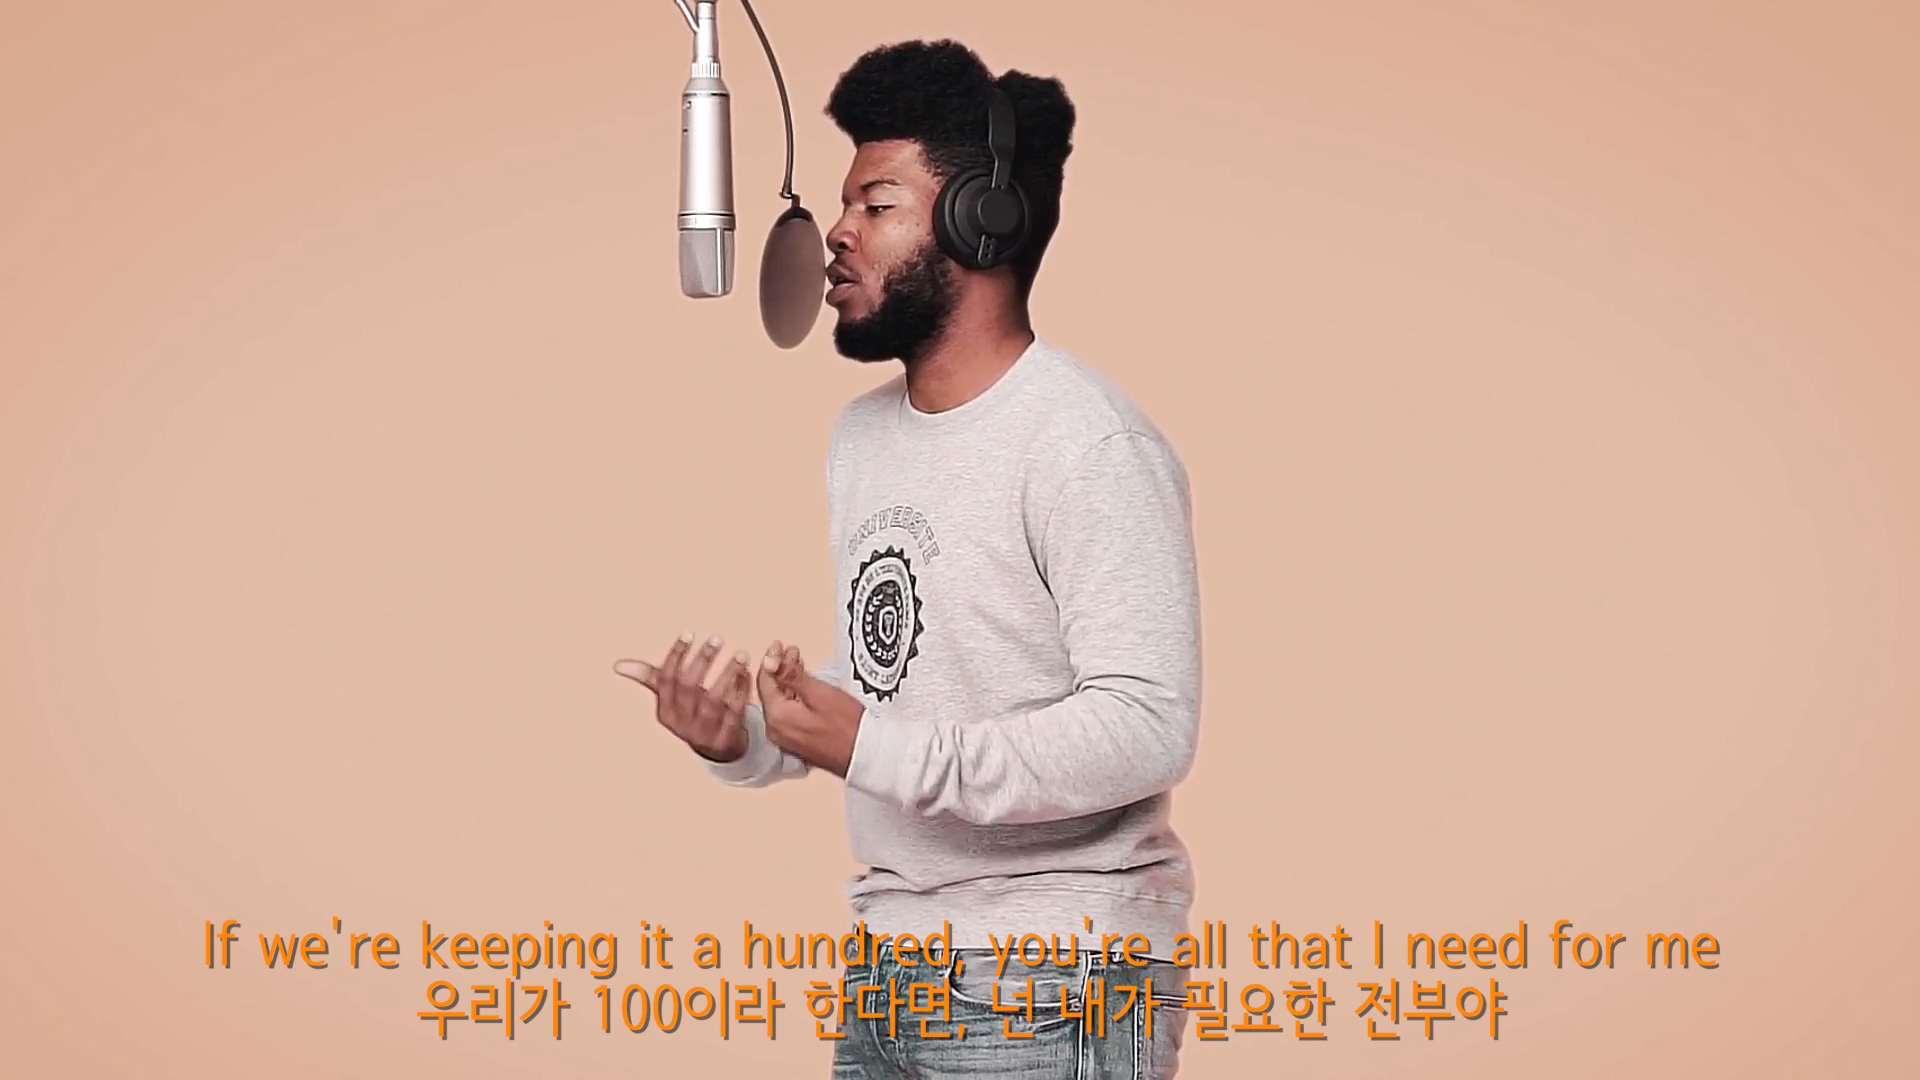 UNIVERSITE
If we're keeping it a hundred, you're all that I need for me
우리가 100이라 한다면, 넌 내가 필요한 전부야